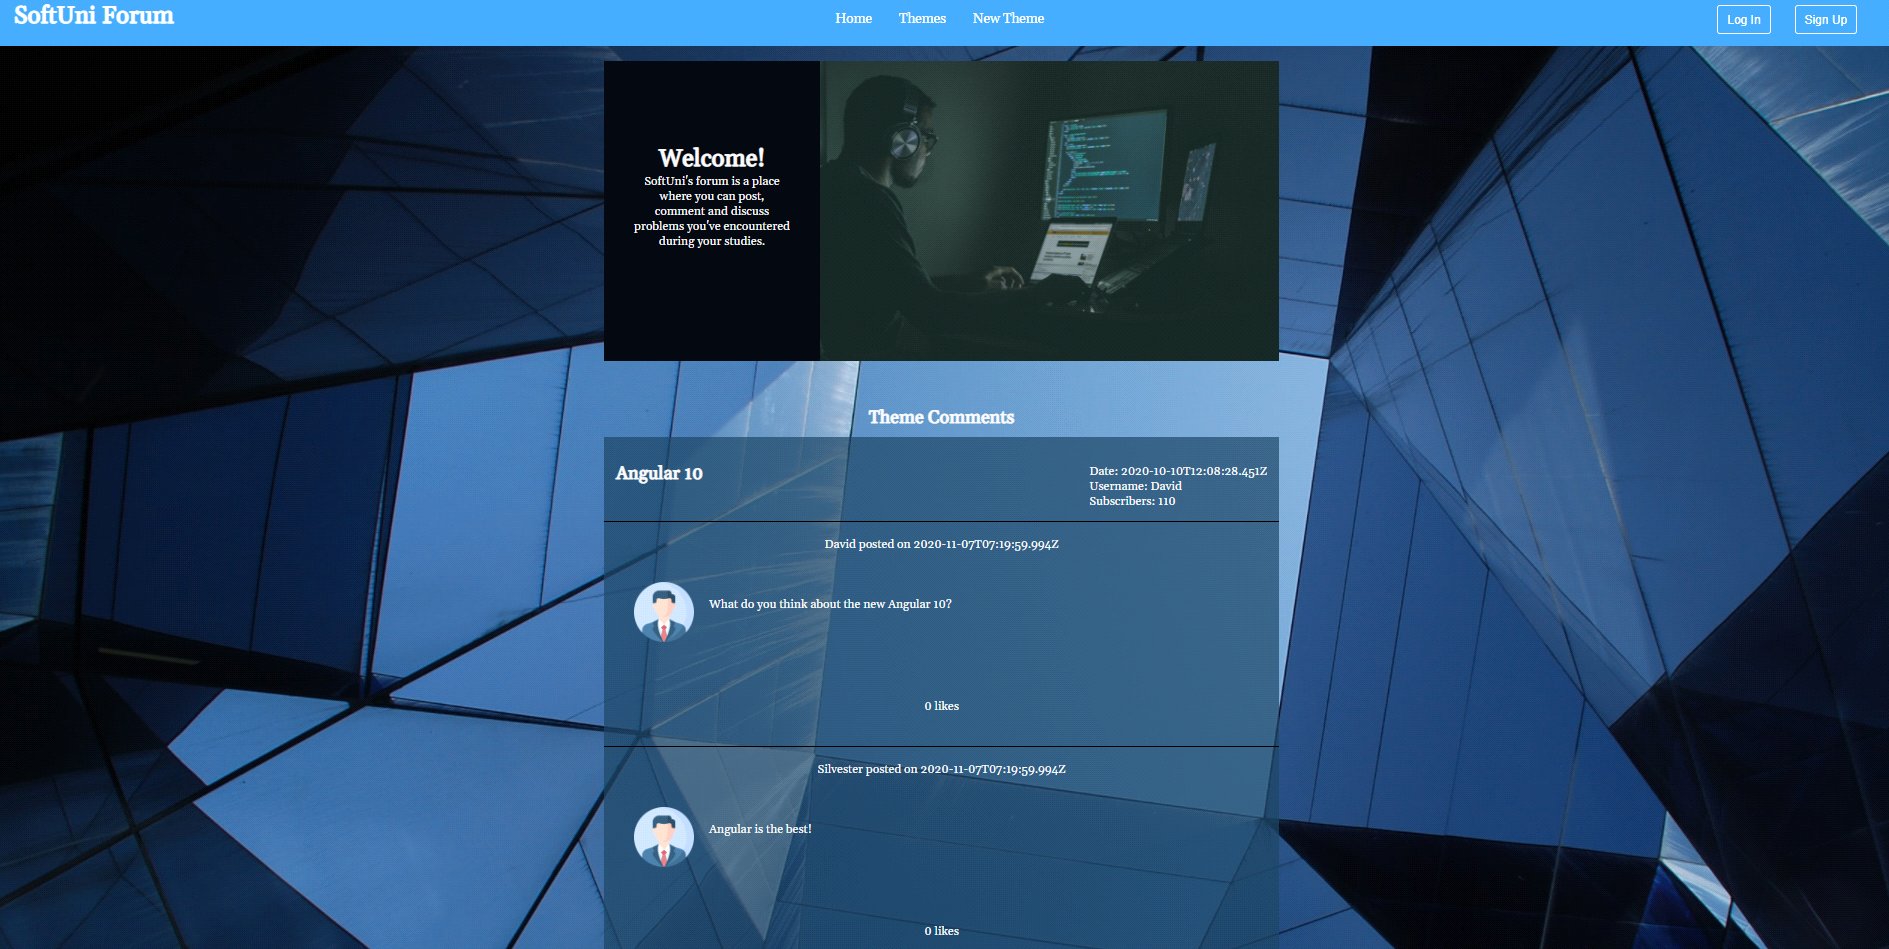 SoftUni Forum
Home Themes New Theme
Log In Sign Up
Welcome!
SoftUni's forum is a place
where you can post,
comment and discuss
problems you've encountered
during your studies.
Theme Comments
Angular 10
Date: 2020-10-10T12:08:28.451Z
Username: David
Subscribers: 110
David posted on 2020-11-07T07:19:59.994Z
What do you think about the new Angular 10?
0 likes
Silvester posted on 2020-11-07T07:19:59.994Z
Angular is the best!
0 likes